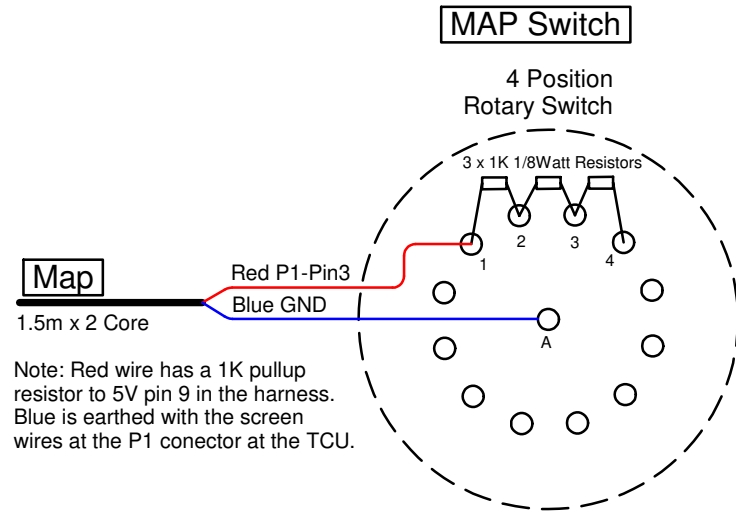 MAP Switch
4 Position
Rotary Switch
3 x 1K 1/8Watt Resistors
1
2
3
4
Map
Red P1-Pin3
Blue GND
1.5m x 2 Core
A
Note: Red wire has a 1K pullup
resistor to 5V pin 9 in the harness.
Blue is earthed with the screen
wires at the P1 conector at the TCU.